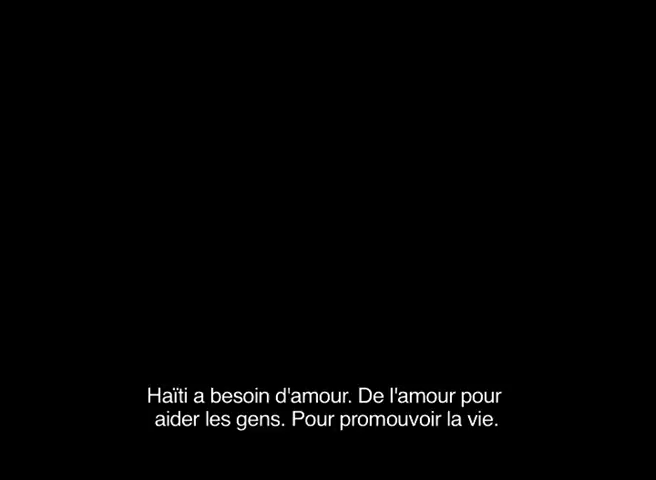 Haïti a besoin d'amour. De l'amour pour
aider les gens. Pour promouvoir la vie.